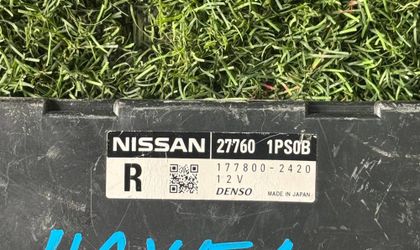 NISSAN 27760 1PS0B
R 177800-2420
12V
DENSO MADE IN JAPAN